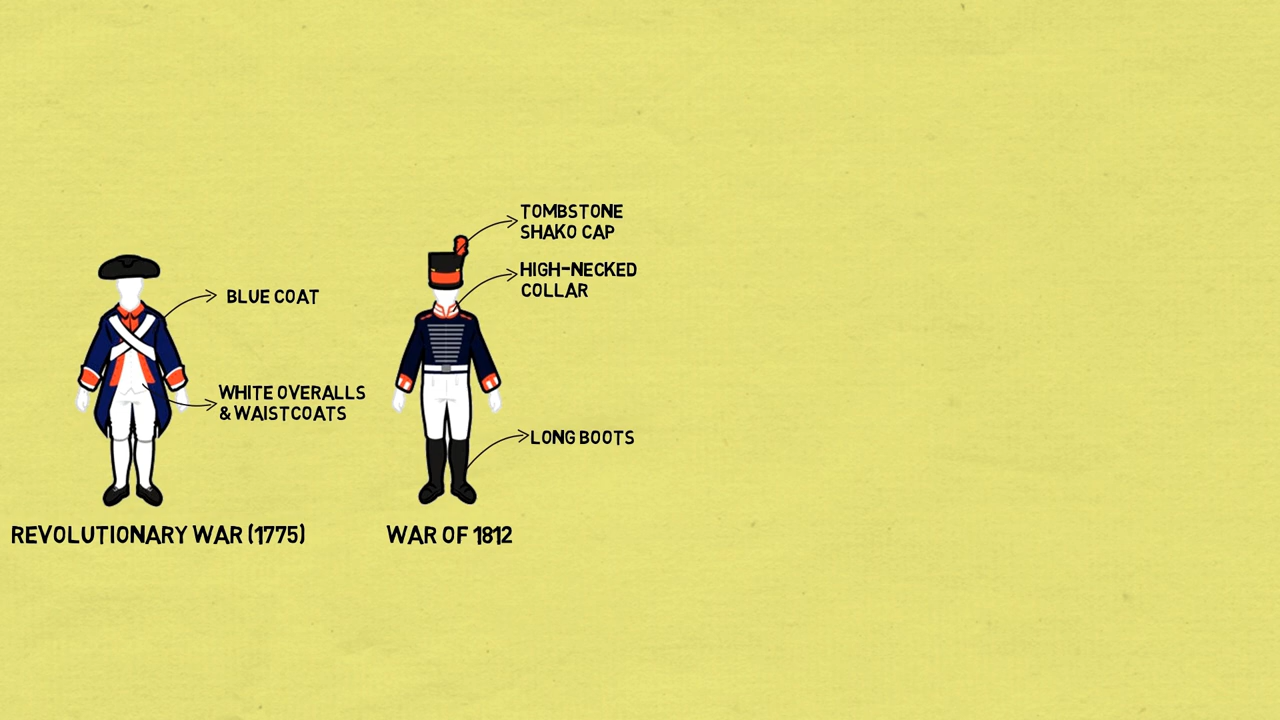 BLUE COAT
WHITE OVERALLS
& WAISTCOATS
REVOLUTIONARY WAR (1775)
TOMBSTONE
SHAKO CAP
HIGH-NECKED
COLLAR
LONG BOOTS
WAR OF 1812